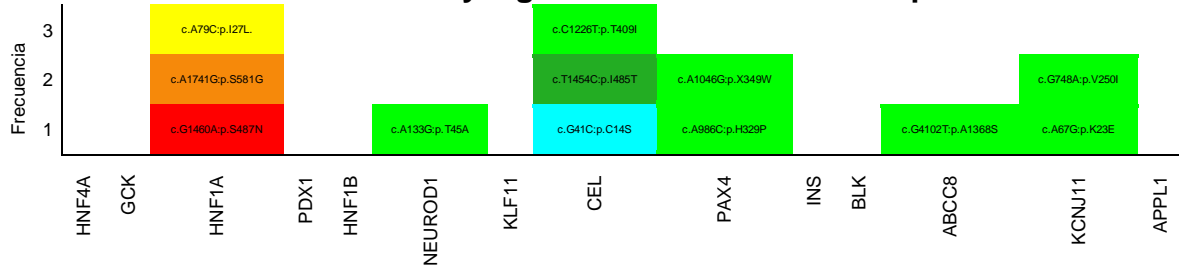 3
c.A79C:p.I27L.
c.C1226T:p.T409I
2
c.A1741G:p.S581G
c.T1454C:p.I485T
c.A1046G:p.X349W
c.G748A:p.V250I
1
c.G1460A:p.S487N
c.A133G:p.T45A
c.G41C:p.C14S
c.A986C:p.H329P
c.G4102T:p.A1368S
c.A67G:p.K23E
Frecuencia
HNF4A
GCK
HNF1A
PDX1
HNF1B
NEUROD1
KLF11
CEL
PAX4
INS
BLK
ABCC8
KCNJ11
APPL1